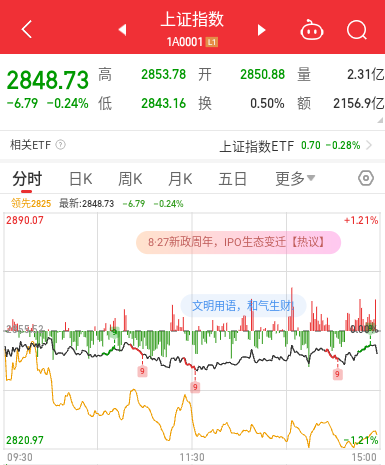 上证指数
1A0001 L1
2848.73 高 2853.78 开 2850.88 量 2.31亿
-6.79 -0.24% 低 2843.16 换 0.50% 额 2156.9亿
相关ETF ? 上证指数ETF 0.70 -0.28%
分时 日K 周K 月K 五日 更多
领先2825 最新:2848.73 -6.79 -0.24%
2890.07 +1.21%
8·27新政周年，IPO生态变迁【热议】
文明用语，和气生财
2855.52 9 0.00% 9
9 9 9
2820.97 -1.21%
09:30 11:30 15:00